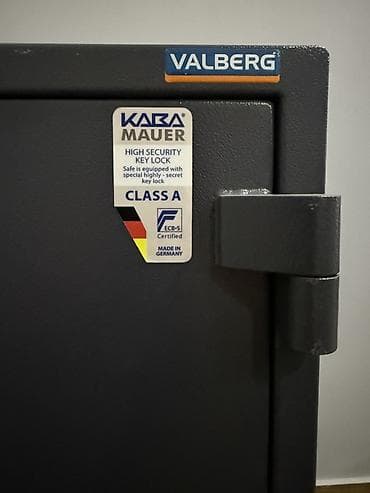 VALBERG
KABA®
MAUER
HIGH SECURITY
KEY LOCK
Safe is equipped with
special highly - secret
key lock
CLASS A
ECB•S
Certified
MADE IN
GERMANY